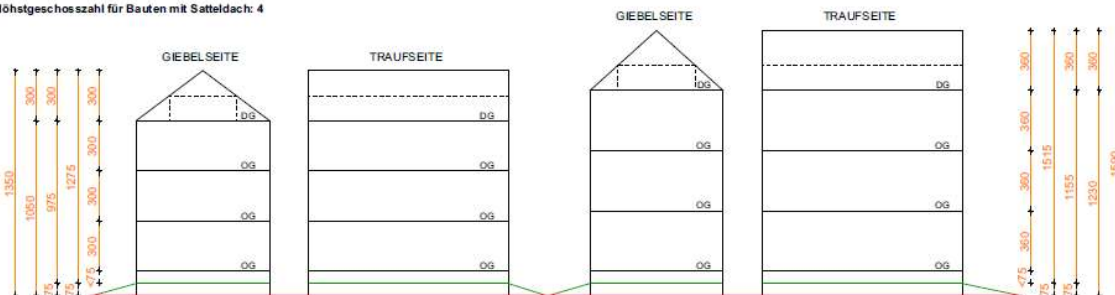 Höhstgeschosszahl für Bauten mit Satteldach: 4
GIEBELSEITE
TRAUFSEITE
GIEBELSEITE
TRAUFSEITE
DG
DG
DG
DG
OG
OG
OG
OG
OG
OG
OG
OG
OG
OG
OG
OG
1350
300
1050
300
975
1275
300
300
300
300
<75
75
75
360
360
360
360
<75
1515
75
360
1155
75
360
1230